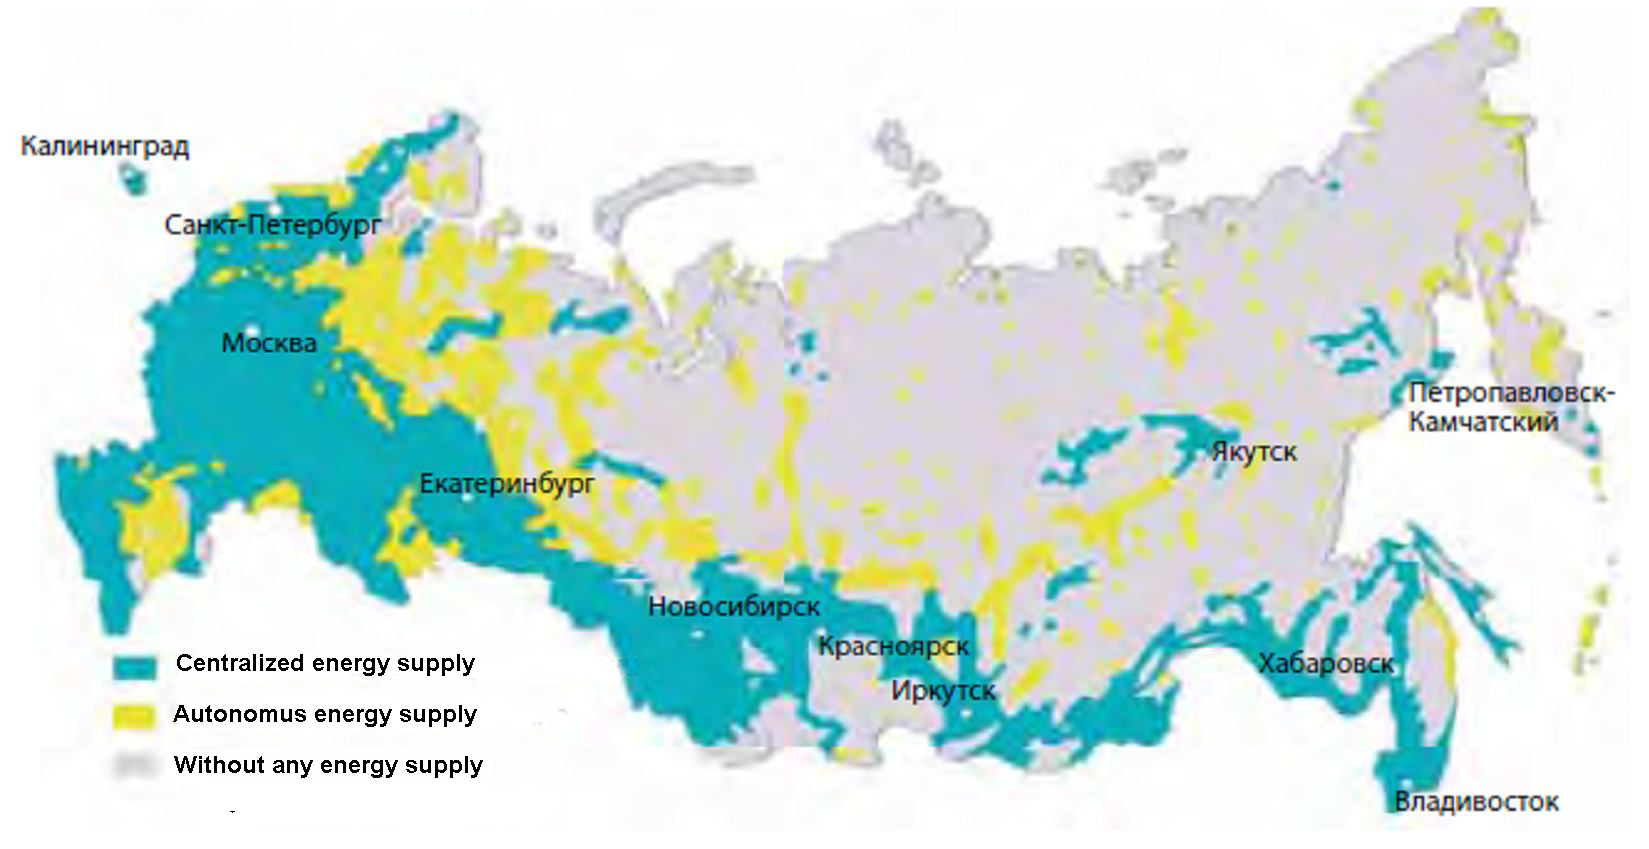 Калининград
Санкт-Петербург
Москва
Екатеринбург
Новосибирск
Красноярск
Иркутск
Якутск
Петропавловск-
Камчатский
Хабаровск
Владивосток
Centralized energy supply
Autonomus energy supply
Without any energy supply